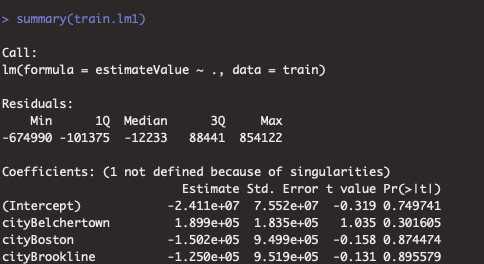 > summary(train.lm1)
Call:
lm(formula = estimateValue ~ ., data = train)
Residuals:
Min 1Q Median 3Q Max
-674990 -101375 -12233 88441 854122
Coefficients: (1 not defined because of singularities)
Estimate Std. Error t value Pr(>|t|)
(Intercept) -2.411e+07 7.552e+07 -0.319 0.749741
cityBelchertown 1.899e+05 1.835e+05 1.035 0.301605
cityBoston -1.502e+05 9.499e+05 -0.158 0.874474
cityBrookline -1.250e+05 9.519e+05 -0.131 0.895579